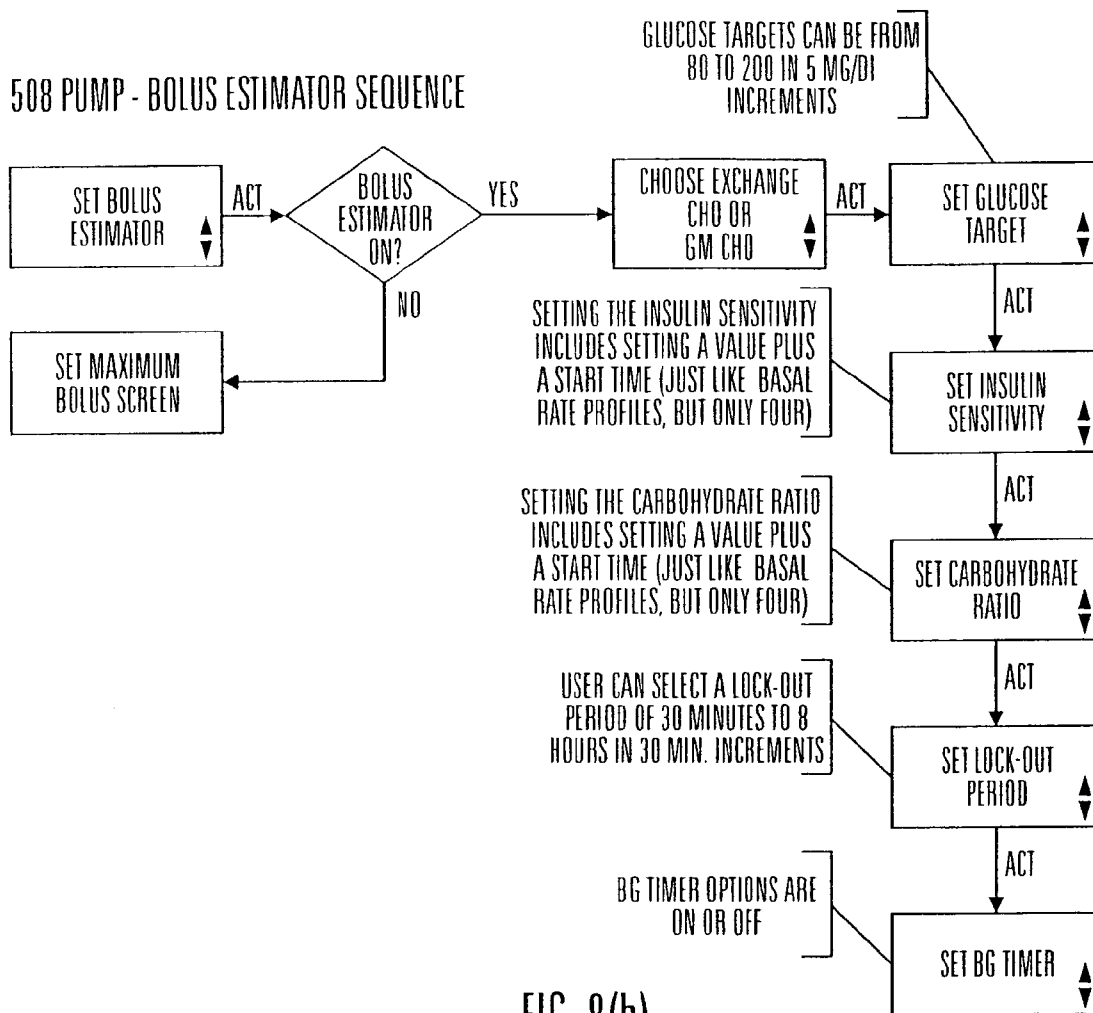 GLUCOSE TARGETS CAN BE FROM
80 TO 200 IN 5 MG/Dl
INCREMENTS
508 PUMP - BOLUS ESTIMATOR SEQUENCE
SET BOLUS
ESTIMATOR
ACT
BOLUS
ESTIMATOR
ON?
YES
CHOOSE EXCHANGE
CHO OR
GM CHO
ACT
SET GLUCOSE
TARGET
NO
ACT
SET MAXIMUM
BOLUS SCREEN
SETTING THE INSULIN SENSITIVITY
INCLUDES SETTING A VALUE PLUS
A START TIME (JUST LIKE BASAL
RATE PROFILES, BUT ONLY FOUR)
SET INSULIN
SENSITIVITY
ACT
SETTING THE CARBOHYDRATE RATIO
INCLUDES SETTING A VALUE PLUS
A START TIME (JUST LIKE BASAL
RATE PROFILES, BUT ONLY FOUR)
SET CARBOHYDRATE
RATIO
ACT
USER CAN SELECT A LOCK-OUT
PERIOD OF 30 MINUTES TO 8
HOURS IN 30 MIN. INCREMENTS
SET LOCK-OUT
PERIOD
ACT
BG TIMER OPTIONS ARE
ON OR OFF
SET BG TIMER
FIG. 8(b)